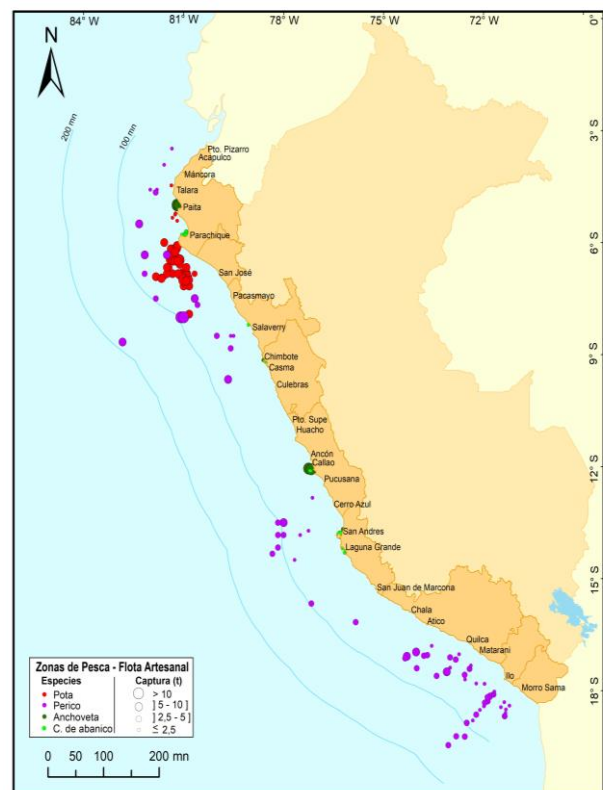 84° W
81° W
78° W
75° W
72° W
0°
N
200 mn
100 mn
3° S
Pto. Pizarro
Acapulco
Máncora
Talara
Paita
Parachique
6° S
San José
Pacasmayo
Salaverry
9° S
Chimbote
Casma
Culebras
Pto. Supe
Huacho
Ancón
12° S
Callao
Pucusana
Cerro Azul
San Andres
Laguna Grande
15° S
San Juan de Marcona
Chala
Atico
Quilca
Matarani
Ilo
Morro Sama
18° S
Zonas de Pesca - Flota Artesanal
Especies Captura (t)
Pota > 10
Perico ] 5 - 10 ]
Anchoveta ] 2,5 - 5 ]
C. de abanico ≤ 2,5
0 50 100 200 mn